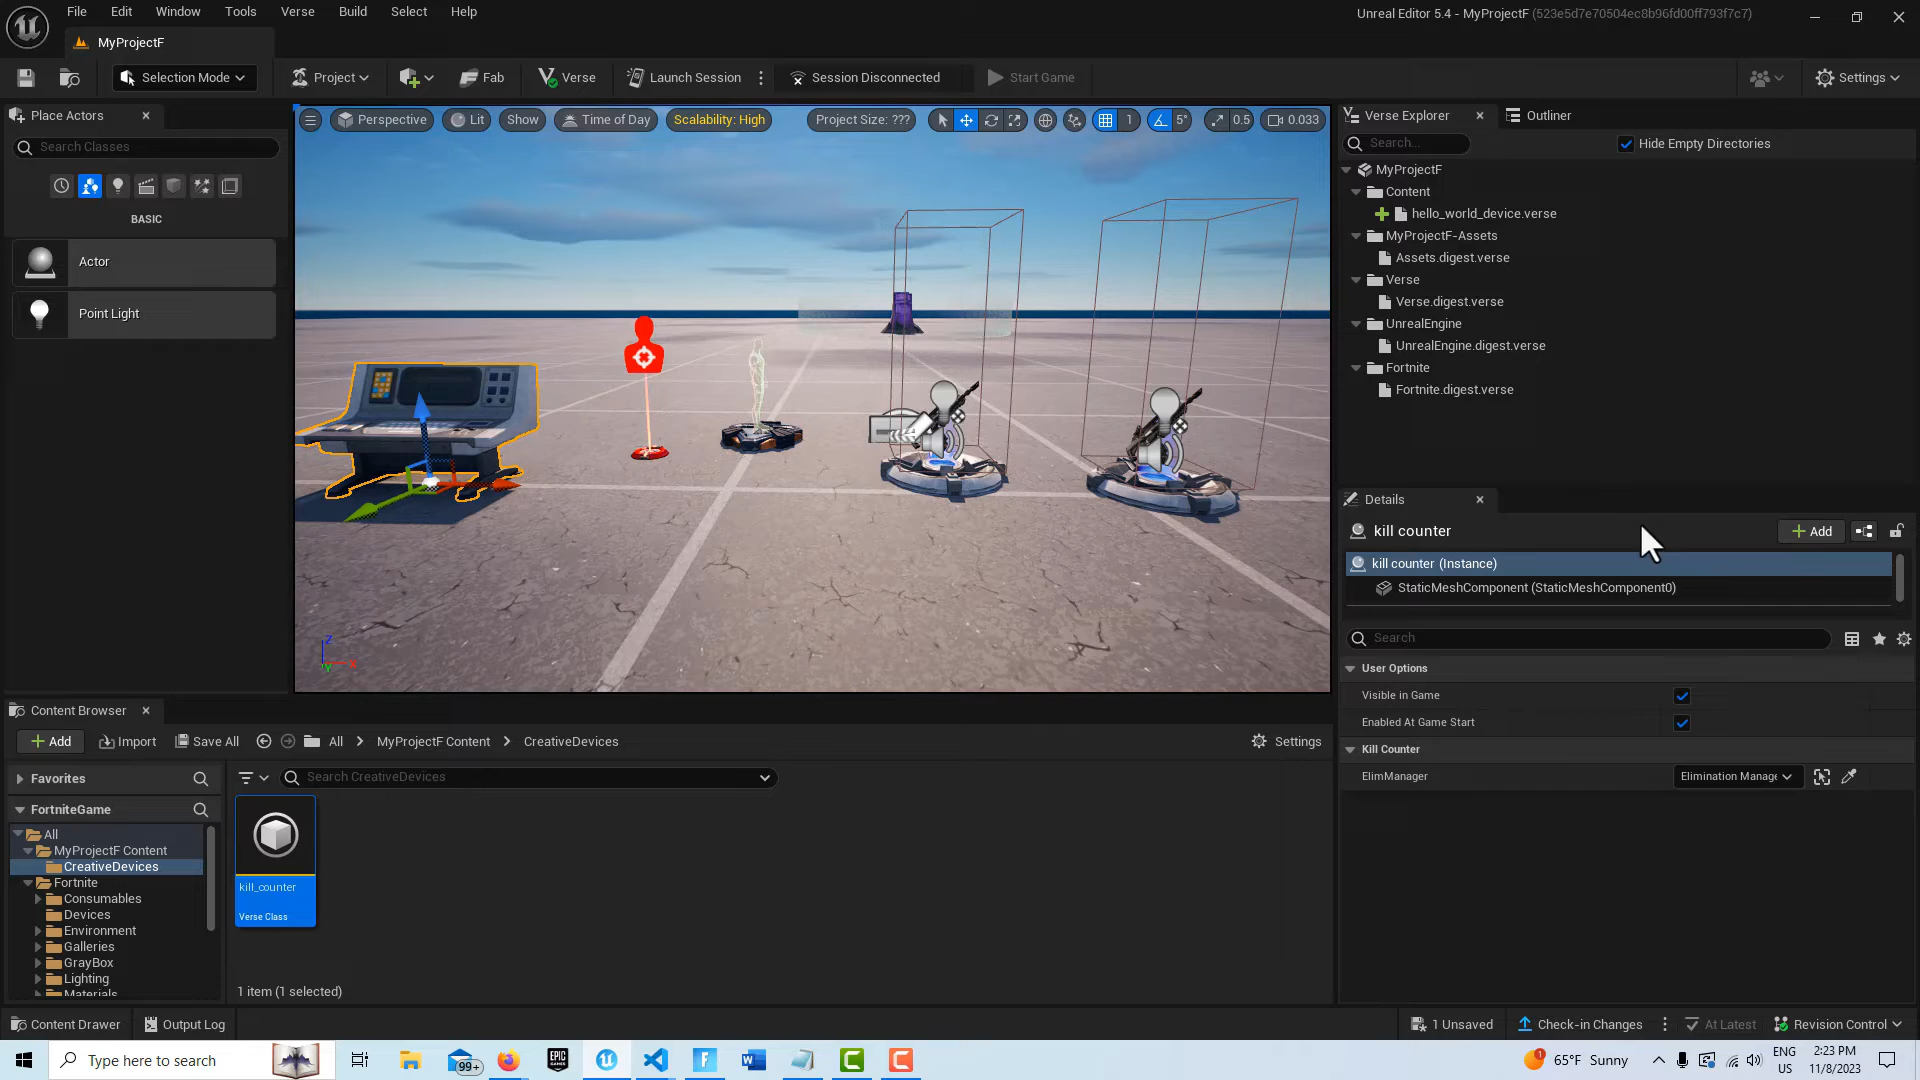 File Edit Window Tools Verse Build Select Help
Unreal Editor 5.4 - MyProjectF (523e5d7e70504ec8b96fd00ff793f7c7)
MyProjectF
Selection Mode
Project
Fab
Verse
Launch Session
Session Disconnected
Start Game
Settings
Place Actors
Search Classes
BASIC
Actor
Point Light
Perspective
Lit
Show
Time of Day
Scalability: High
Project Size: ???
1
5°
0.5
0.033
Z
X
Y
Verse Explorer
Outliner
Search...
Hide Empty Directories
MyProjectF
Content
hello_world_device.verse
MyProjectF-Assets
Assets.digest.verse
Verse
Verse.digest.verse
UnrealEngine
UnrealEngine.digest.verse
Fortnite
Fortnite.digest.verse
Details
kill counter
Add
kill counter (Instance)
StaticMeshComponent (StaticMeshComponent0)
Search
User Options
Visible in Game
Enabled At Game Start
Kill Counter
ElimManager
Elimination Manage
Content Browser
Add
Import
Save All
All
MyProjectF Content
CreativeDevices
Settings
Favorites
FortniteGame
All
MyProjectF Content
CreativeDevices
Fortnite
Consumables
Devices
Environment
Galleries
GrayBox
Lighting
Materials
Search CreativeDevices
kill_counter
Verse Class
1 item (1 selected)
Content Drawer
Output Log
1 Unsaved
Check-in Changes
At Latest
Revision Control
Type here to search
99+
EPIC
GAMES
1
65°F Sunny
ENG
US
2:23 PM
11/8/2023